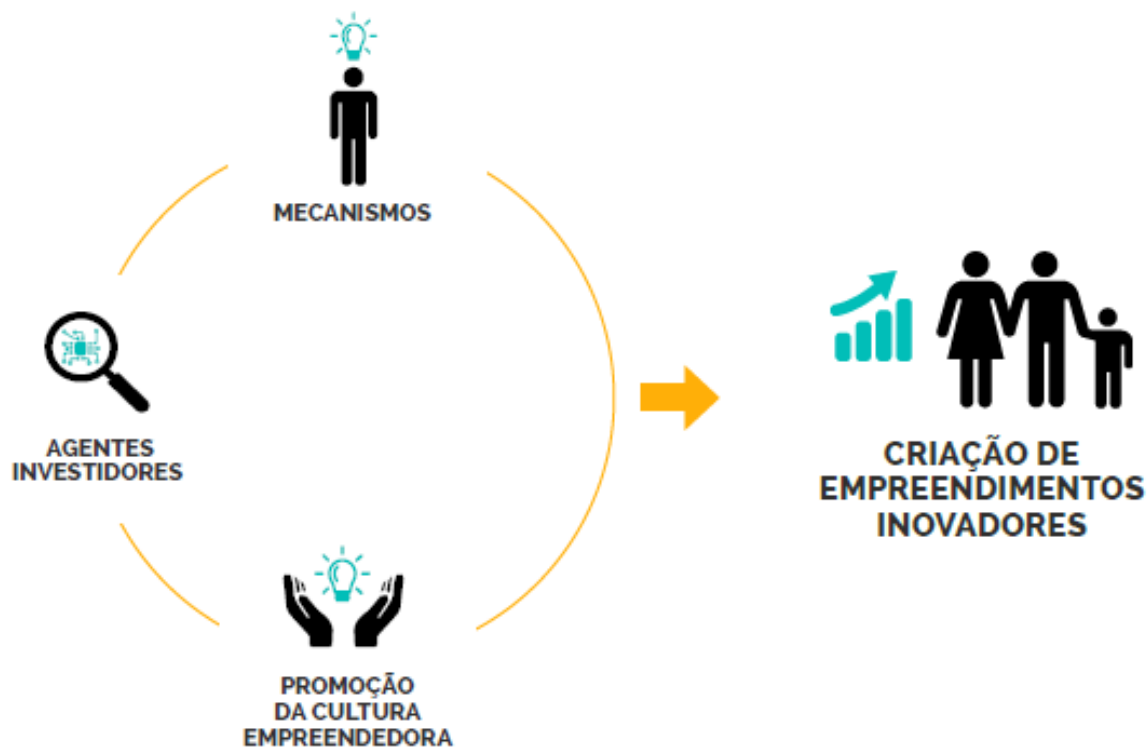 MECANISMOS
AGENTES
INVESTIDORES
PROMOÇÃO
DA CULTURA
EMPREENDEDORA
CRIAÇÃO DE
EMPREENDIMENTOS
INOVADORES